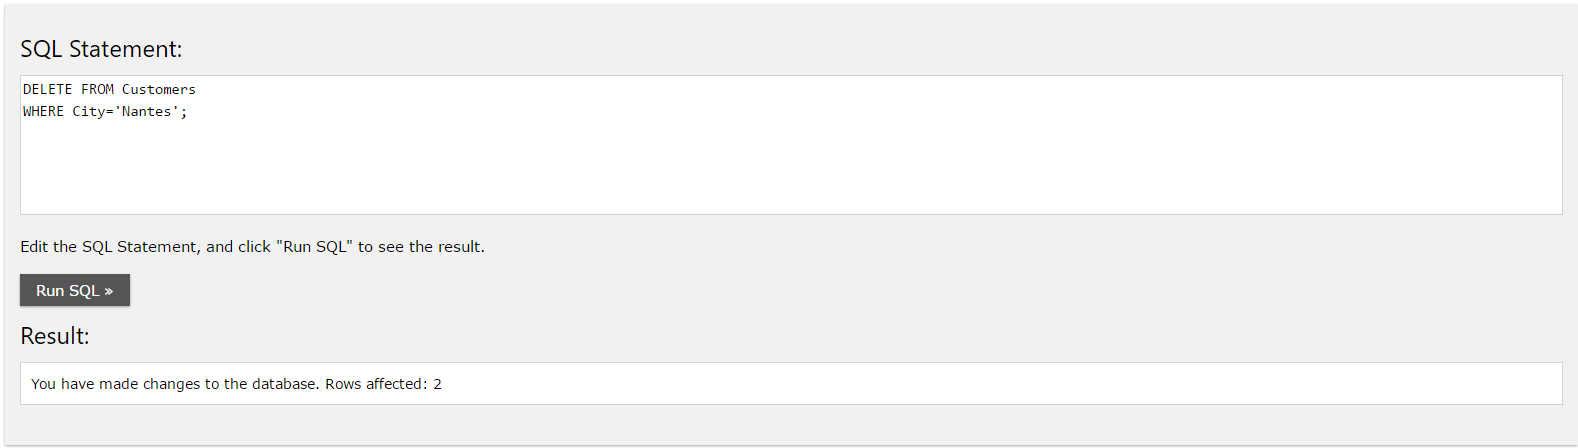 SQL Statement:
DELETE FROM Customers
WHERE City='Nantes';
Edit the SQL Statement, and click "Run SQL" to see the result.
Run SQL »
Result:
You have made changes to the database. Rows affected: 2